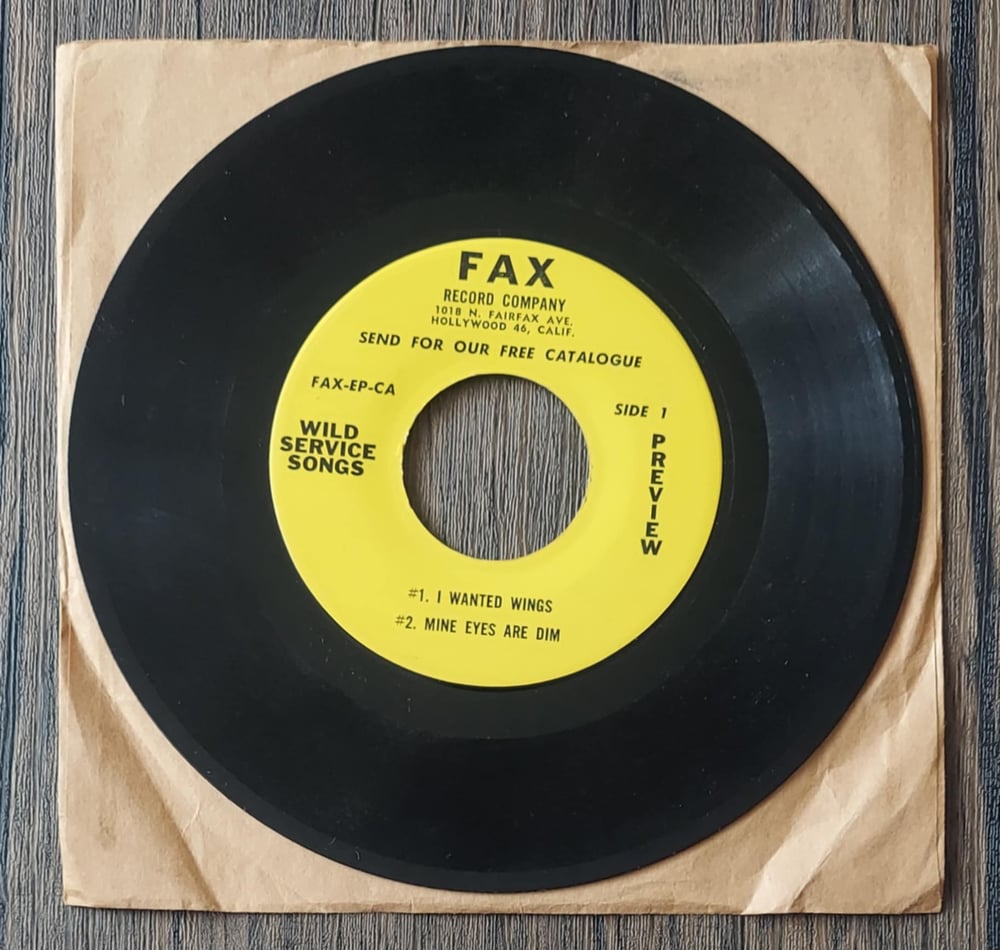 FAX
RECORD COMPANY
1018 N. FAIRFAX AVE.
HOLLYWOOD 46, CALIF.
SEND FOR OUR FREE CATALOGUE
FAX-EP-CA
SIDE 1
WILD
SERVICE
SONGS
PREVIEW
#1. I WANTED WINGS
#2. MINE EYES ARE DIM